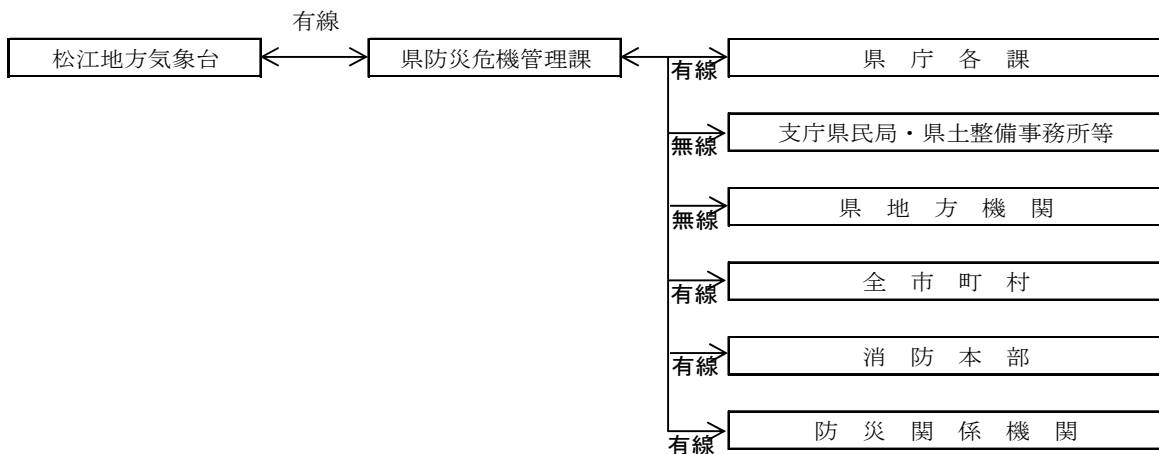 有線
松江地方気象台
県防災危機管理課
県庁各課
有線
支庁県民局・県土整備事務所等
無線
県地方機関
無線
全市町村
有線
消防本部
有線
防災関係機関
有線